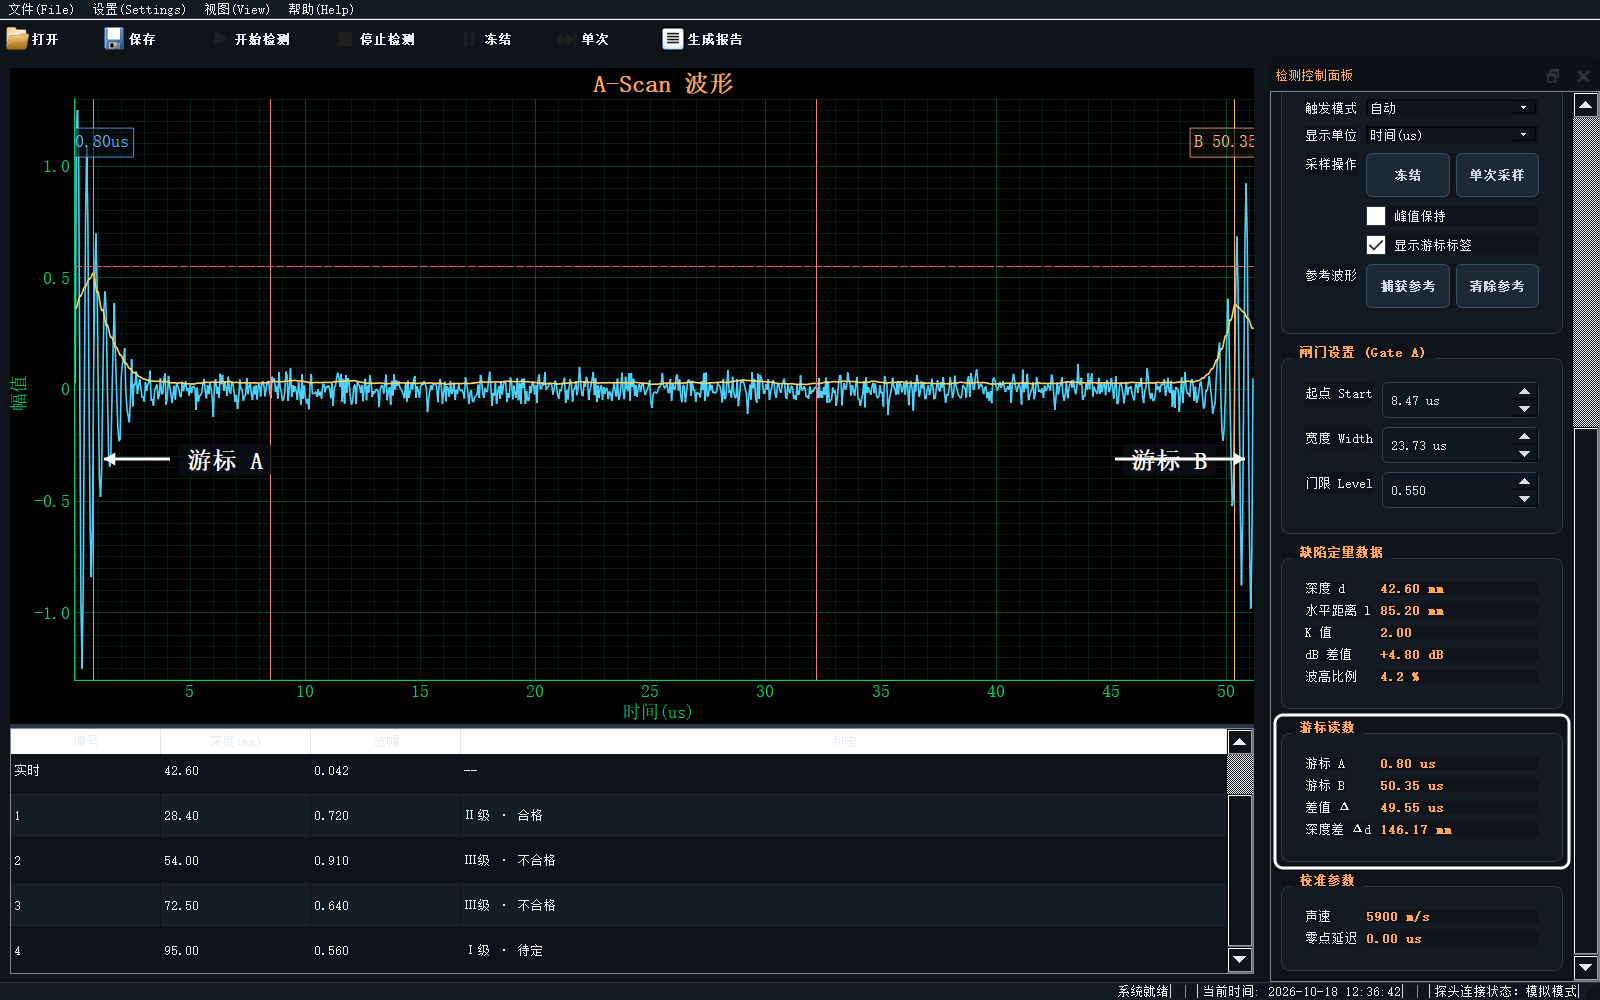 文件(File) 设置(Settings) 视图(View) 帮助(Help)
打开 保存 开始检测 停止检测 冻结 单次 生成报告
A-Scan 波形
0.80us
B 50.35
1.0
0.5
0
-0.5
-1.0
幅值
游标 A
游标 B
5 10 15 20 25 30 35 40 45 50
时间(us)
编号 深度(mm) 波幅 判定
实时 42.60 0.042 --
1 28.40 0.720 II级 · 合格
2 54.00 0.910 III级 · 不合格
3 72.50 0.640 III级 · 不合格
4 95.00 0.560 I级 · 待定
检测控制面板
触发模式 自动
显示单位 时间(us)
采样操作 冻结 单次采样
峰值保持
显示游标标签
参考波形 捕获参考 清除参考
闸门设置 (Gate A)
起点 Start 8.47 us
宽度 Width 23.73 us
门限 Level 0.550
缺陷定量数据
深度 d 42.60 mm
水平距离 l 85.20 mm
K 值 2.00
dB 差值 +4.80 dB
波高比例 4.2 %
游标读数
游标 A 0.80 us
游标 B 50.35 us
差值 Δ 49.55 us
深度差 Δd 146.17 mm
校准参数
声速 5900 m/s
零点延迟 0.00 us
系统就绪| | |当前时间: 2026-10-18 12:36:42| | |探头连接状态: 模拟模式|